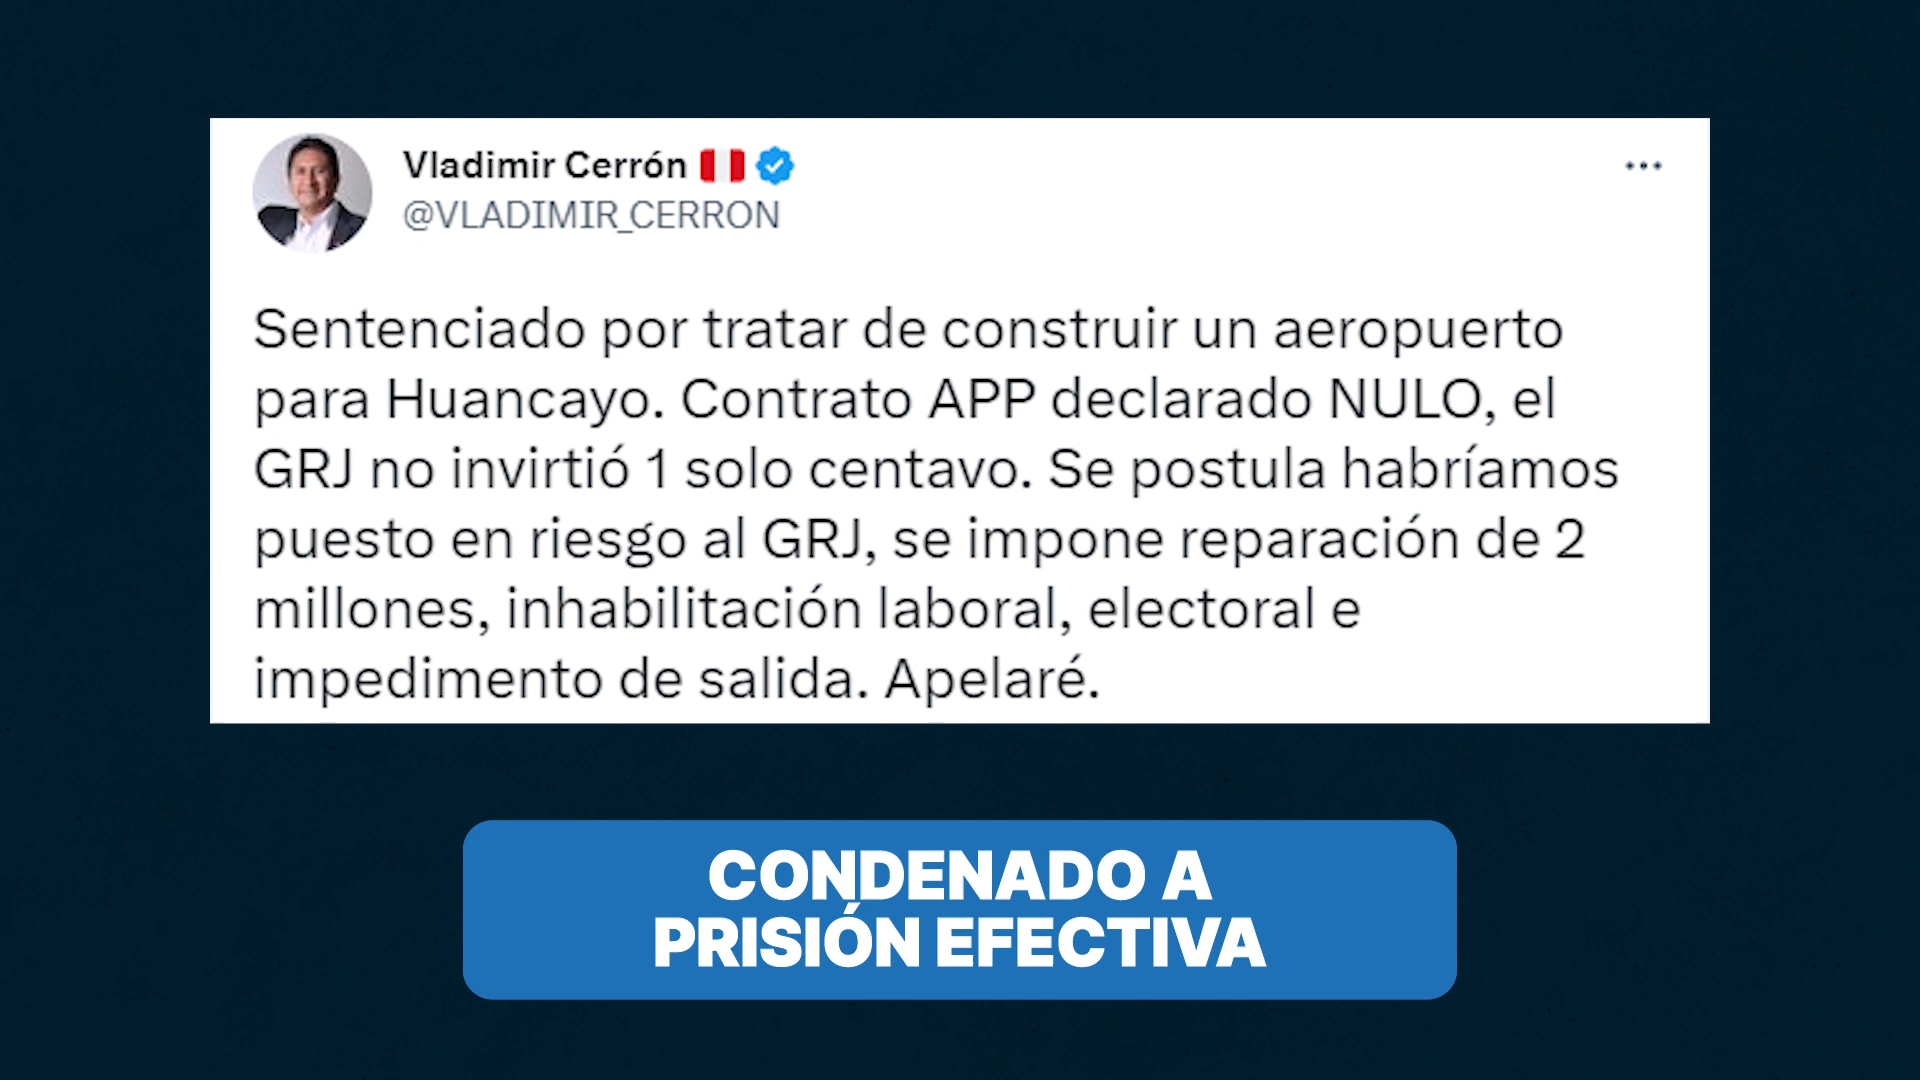 Vladimir Cerrón
@VLADIMIR_CERRON
Sentenciado por tratar de construir un aeropuerto
para Huancayo. Contrato APP declarado NULO, el
GRJ no invirtió 1 solo centavo. Se postula habríamos
puesto en riesgo al GRJ, se impone reparación de 2
millones, inhabilitación laboral, electoral e
impedimento de salida. Apelaré.
CONDENADO A
PRISIÓN EFECTIVA